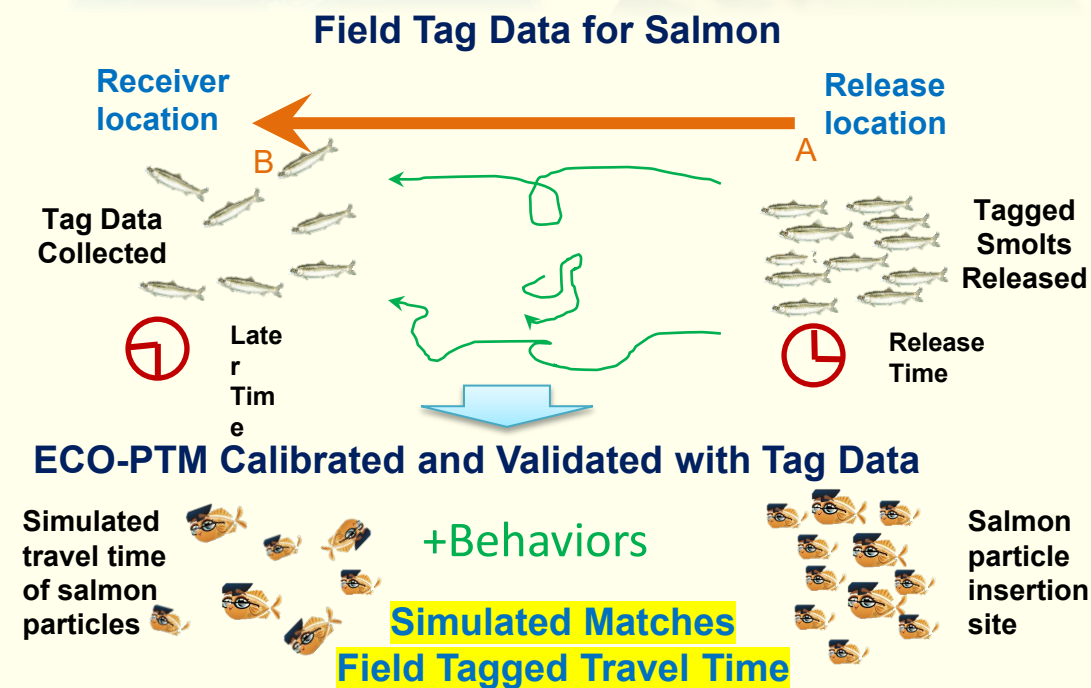 Field Tag Data for Salmon
Receiver
location
Release
location
B
A
Tag Data
Collected
Tagged
Smolts
Released
Late
r
Tim
e
Release
Time
ECO-PTM Calibrated and Validated with Tag Data
Simulated
travel time
of salmon
particles
+Behaviors
Salmon
particle
insertion
site
Simulated Matches
Field Tagged Travel Time